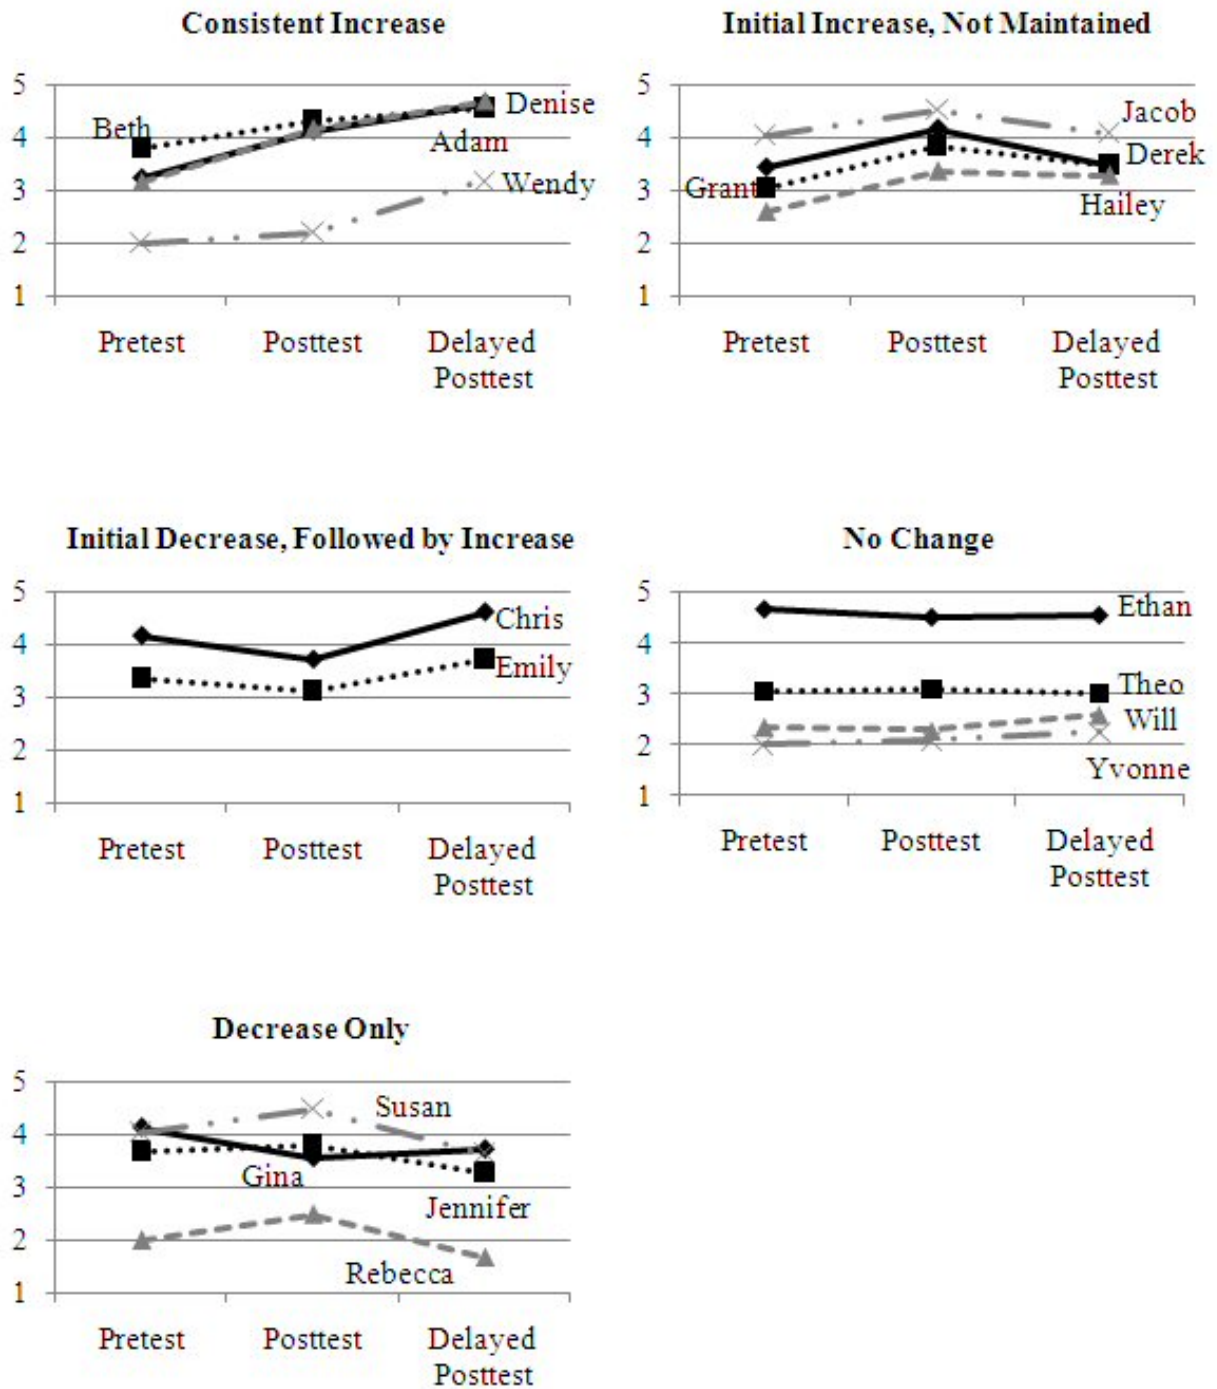 Consistent Increase
5
4
3
2
1
Beth
Denise
Adam
Wendy
Pretest
Posttest
Delayed
Posttest
Initial Increase, Not Maintained
5
4
3
2
1
Jacob
Derek
Grant
Hailey
Pretest
Posttest
Delayed
Posttest
Initial Decrease, Followed by Increase
5
4
3
2
1
Chris
Emily
Pretest
Posttest
Delayed
Posttest
No Change
5
4
3
2
1
Ethan
Theo
Will
Yvonne
Pretest
Posttest
Delayed
Posttest
Decrease Only
5
4
3
2
1
Susan
Gina
Jennifer
Rebecca
Pretest
Posttest
Delayed
Posttest